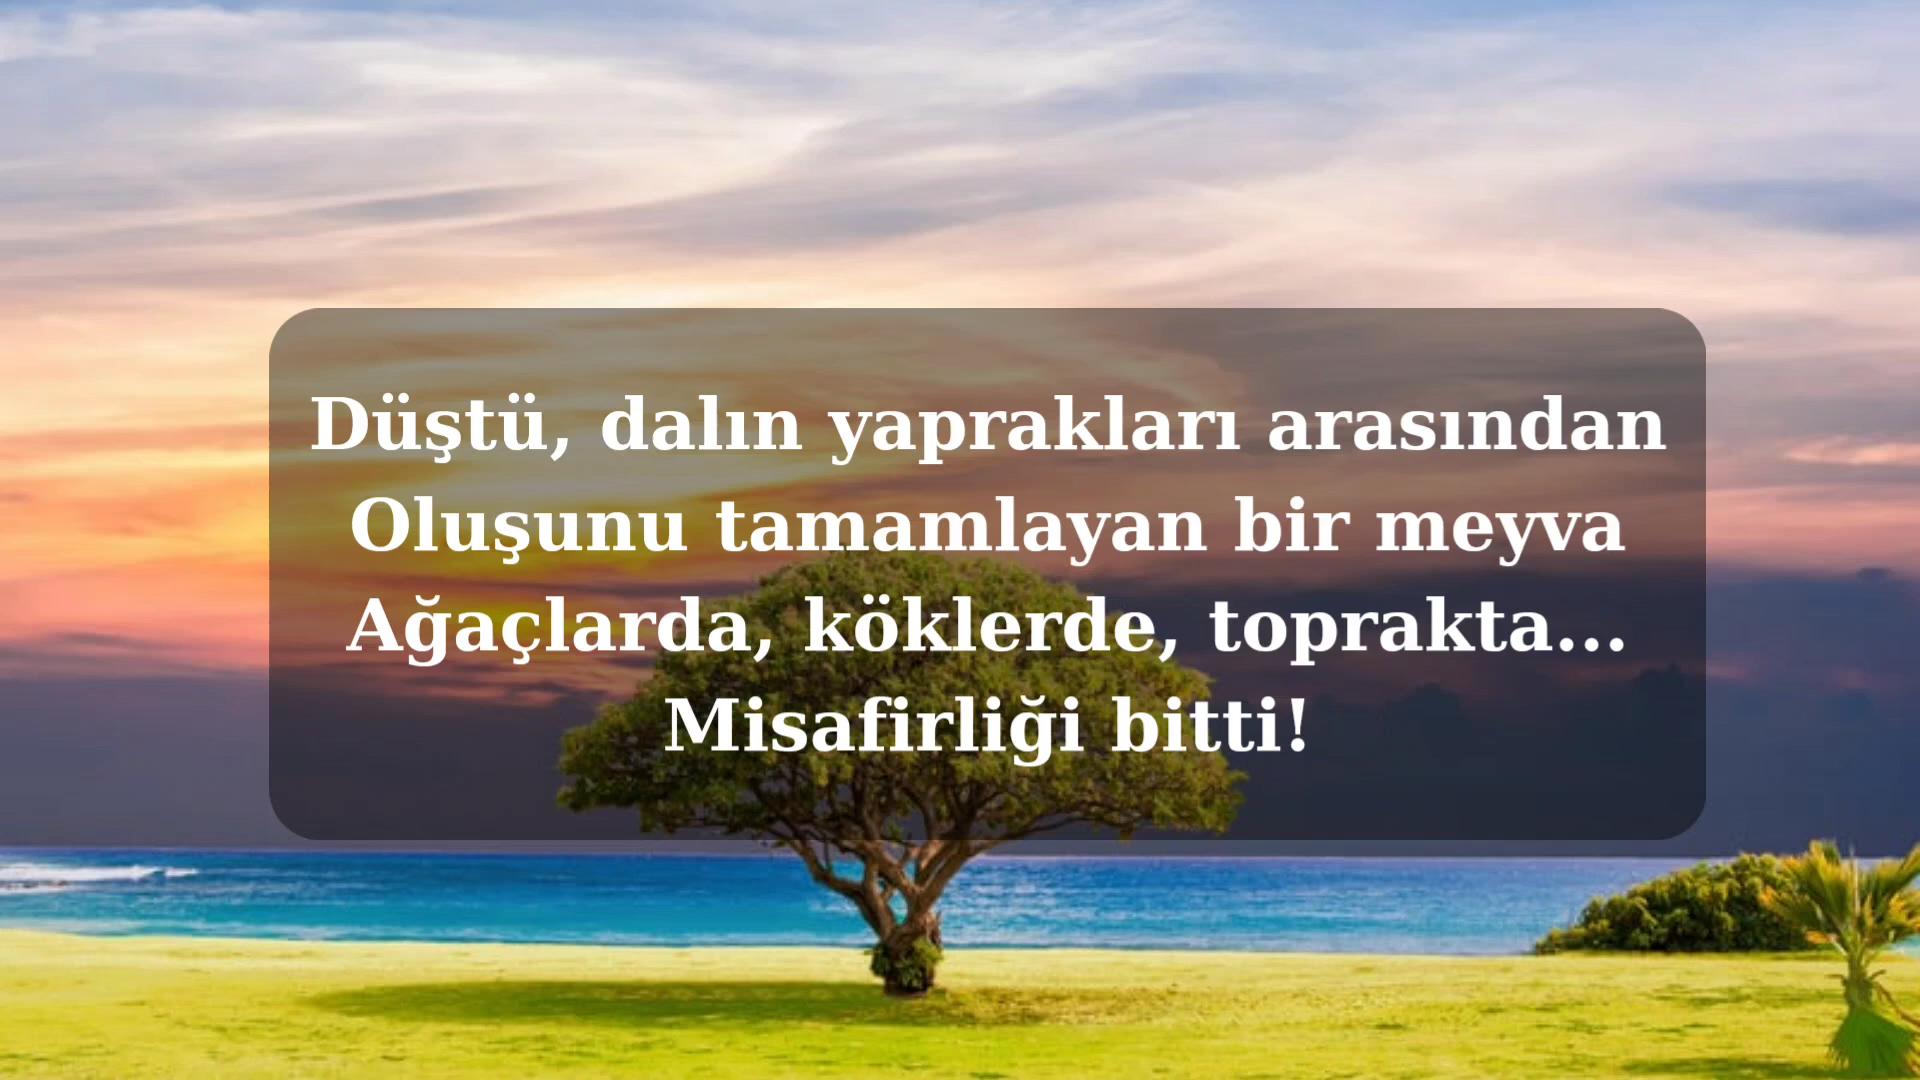 Düştü, dalın yaprakları arasından
Oluşunu tamamlayan bir meyva
Ağaçlarda, köklerde, toprakta...
Misafirliği bitti!